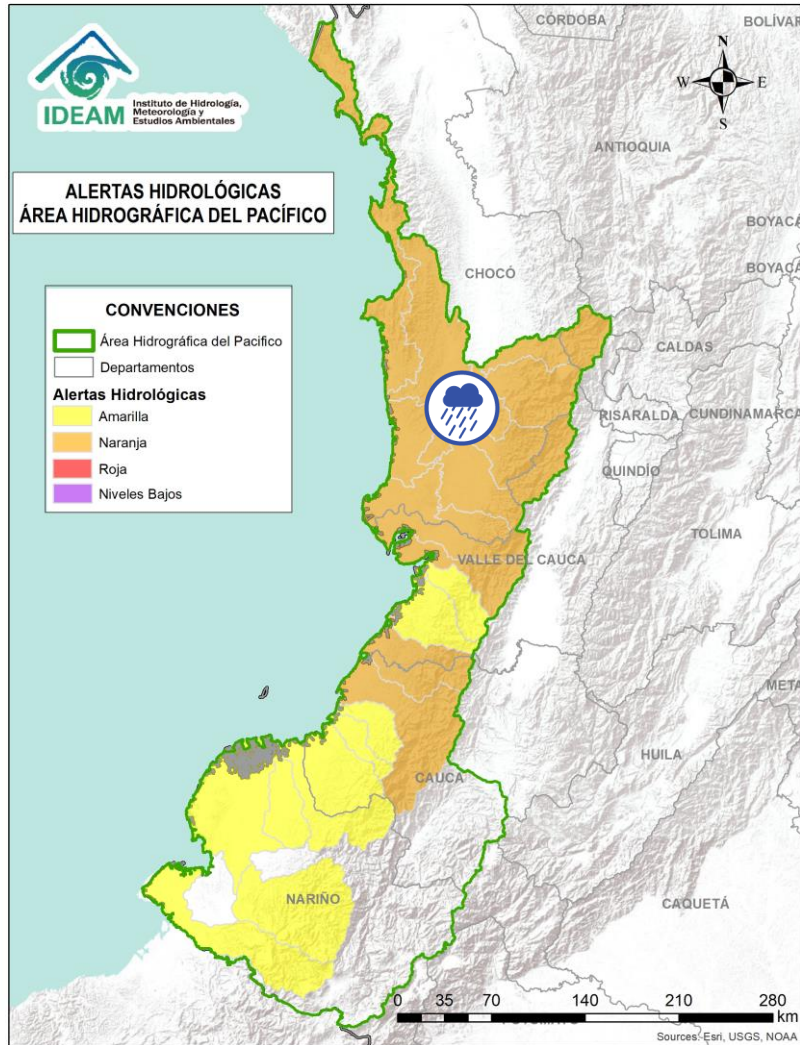 CÓRDOBA
BOLÍVAR
IDEAM
Instituto de Hidrología,
Meteorología y
Estudios Ambientales
N
W E
S
ANTIOQUIA
ALERTAS HIDROLÓGICAS
ÁREA HIDROGRÁFICA DEL PACÍFICO
BOYACÁ
BOYACÁ
CHOCÓ
CONVENCIONES
Área Hidrográfica del Pacifico
Departamentos
Alertas Hidrológicas
Amarilla
Naranja
Roja
Niveles Bajos
CALDAS
RISARALDA
CUNDINAMARCA
QUINDÍO
TOLIMA
VALLE DEL CAUCA
META
HUILA
CAUCA
NARIÑO
CAQUETÁ
0 35 70 140 210 280
km
Sources: Esri, USGS, NOAA